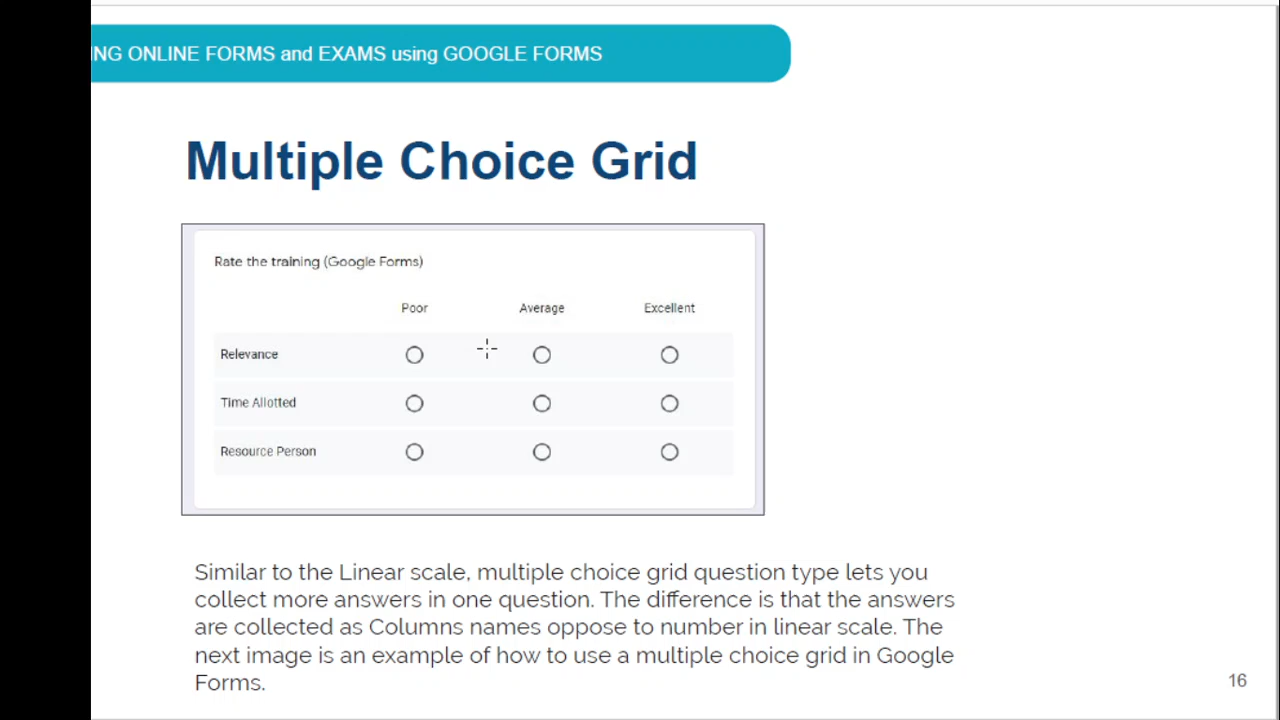 ING ONLINE FORMS and EXAMS using GOOGLE FORMS
Multiple Choice Grid
Rate the training (Google Forms)
Poor Average Excellent
Relevance
Time Allotted
Resource Person
Similar to the Linear scale, multiple choice grid question type lets you
collect more answers in one question. The difference is that the answers
are collected as Columns names oppose to number in linear scale. The
next image is an example of how to use a multiple choice grid in Google
Forms.
16